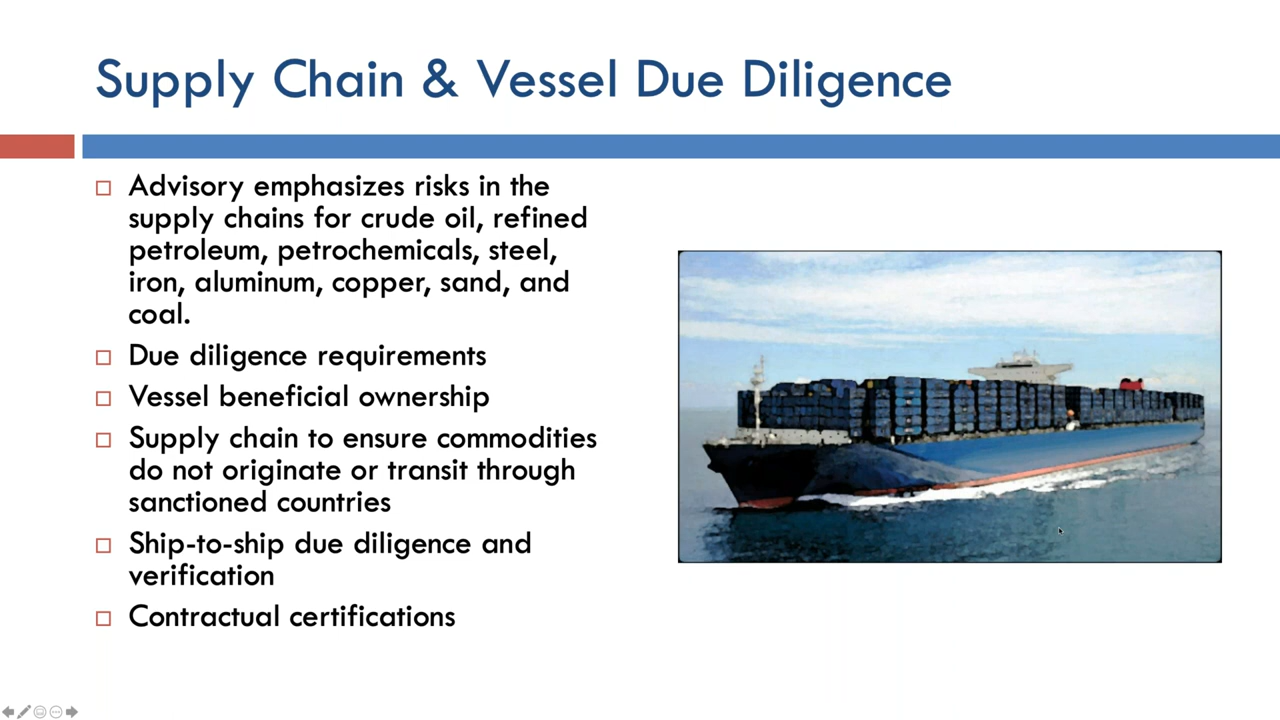 Supply Chain & Vessel Due Diligence
Advisory emphasizes risks in the
supply chains for crude oil, refined
petroleum, petrochemicals, steel,
iron, aluminum, copper, sand, and
coal.
Due diligence requirements
Vessel beneficial ownership
Supply chain to ensure commodities
do not originate or transit through
sanctioned countries
Ship-to-ship due diligence and
verification
Contractual certifications